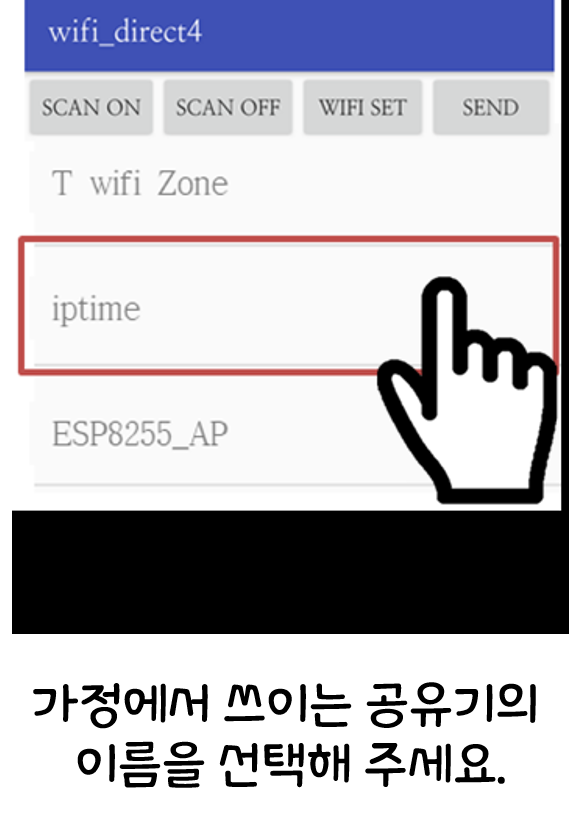 wifi_direct4
SCAN ON SCAN OFF WIFI SET SEND
T wifi Zone
iptime
ESP8255_AP
가정에서 쓰이는 공유기의
이름을 선택해 주세요.